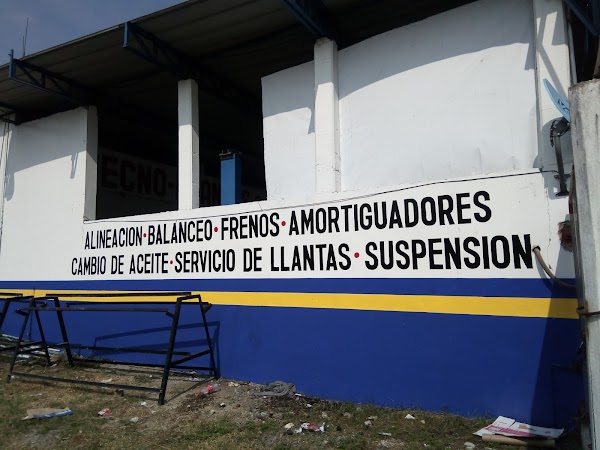 ALINEACION • BALANCEO • FRENOS • AMORTIGUADORES
CAMBIO DE ACEITE • SERVICIO DE LLANTAS • SUSPENSION